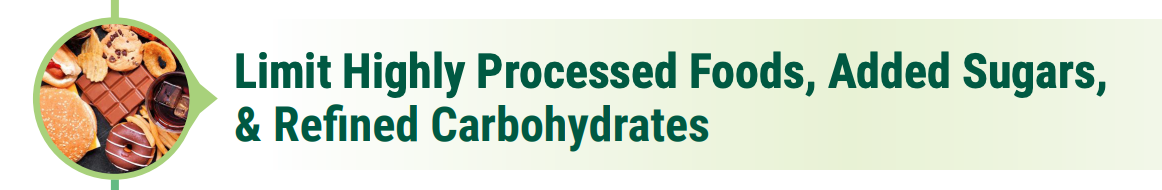 Limit Highly Processed Foods, Added Sugars,
& Refined Carbohydrates